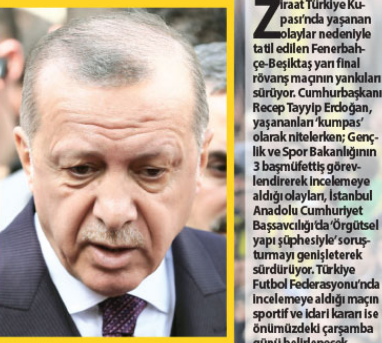 Ziraat Türkiye Ku-
pası'nda yaşanan
olaylar nedeniyle
tatil edilen Fenerbah-
çe-Beşiktaş yarı final
rövanş maçının yankıları
sürüyor. Cumhurbaşkanı
Recep Tayyip Erdoğan,
yaşananları 'kumpas'
olarak nitelerken; Genç-
lik ve Spor Bakanlığının
3 başmüfettiş görev-
lendirerek incelemeye
aldığı olayları, İstanbul
Anadolu Cumhuriyet
Başsavcılığı da 'Örgütsel
yapı şüphesiyle' soruş-
turmayı genişleterek
sürdürüyor. Türkiye
Futbol Federasyonu'nda
incelemeye aldığı maçın
sportif ve idari kararı ise
önümüzdeki çarşamba
günü belirlenecek